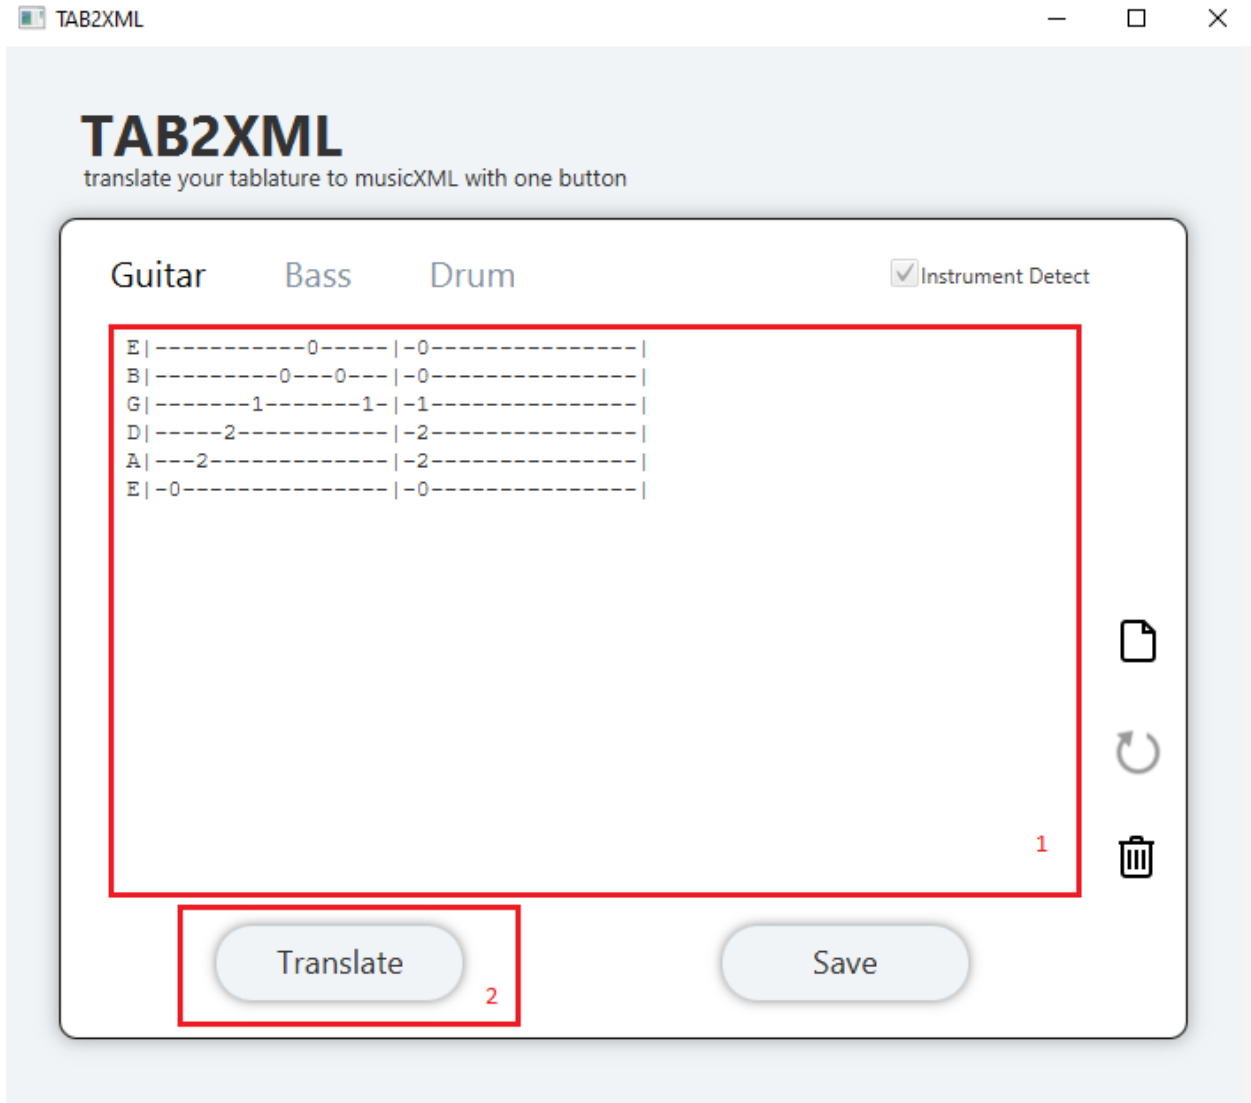 TAB2XML
TAB2XML
translate your tablature to musicXML with one button
Guitar Bass Drum Instrument Detect
E|-----------0-----|-0---------------|
B|---------0---0---|-0---------------|
G|-------1-------1-|-1---------------|
D|-----2-----------|-2---------------|
A|---2-------------|-2---------------|
E|-0---------------|-0---------------|
1
Translate
2
Save